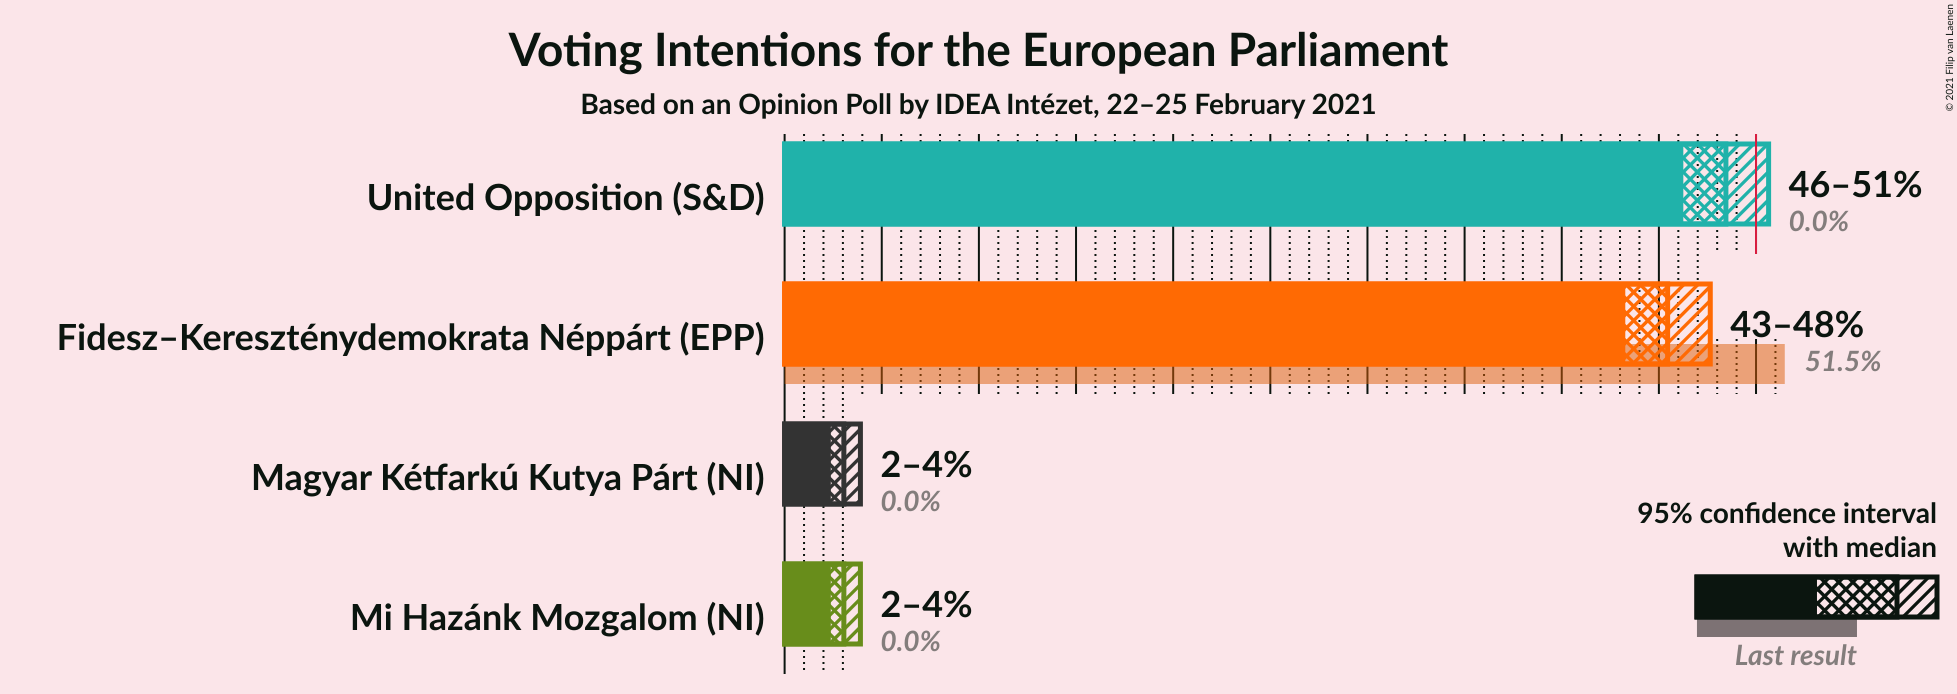 Voting Intentions for the European Parliament
Based on an Opinion Poll by IDEA Intézet, 22–25 February 2021
© 2021 Filip van Laenen
United Opposition (S&D)
46–51%
0.0%
Fidesz–Kereszténydemokrata Néppárt (EPP)
43–48%
51.5%
Magyar Kétfarkú Kutya Párt (NI)
2–4%
0.0%
Mi Hazánk Mozgalom (NI)
2–4%
0.0%
95% confidence interval
with median
Last result